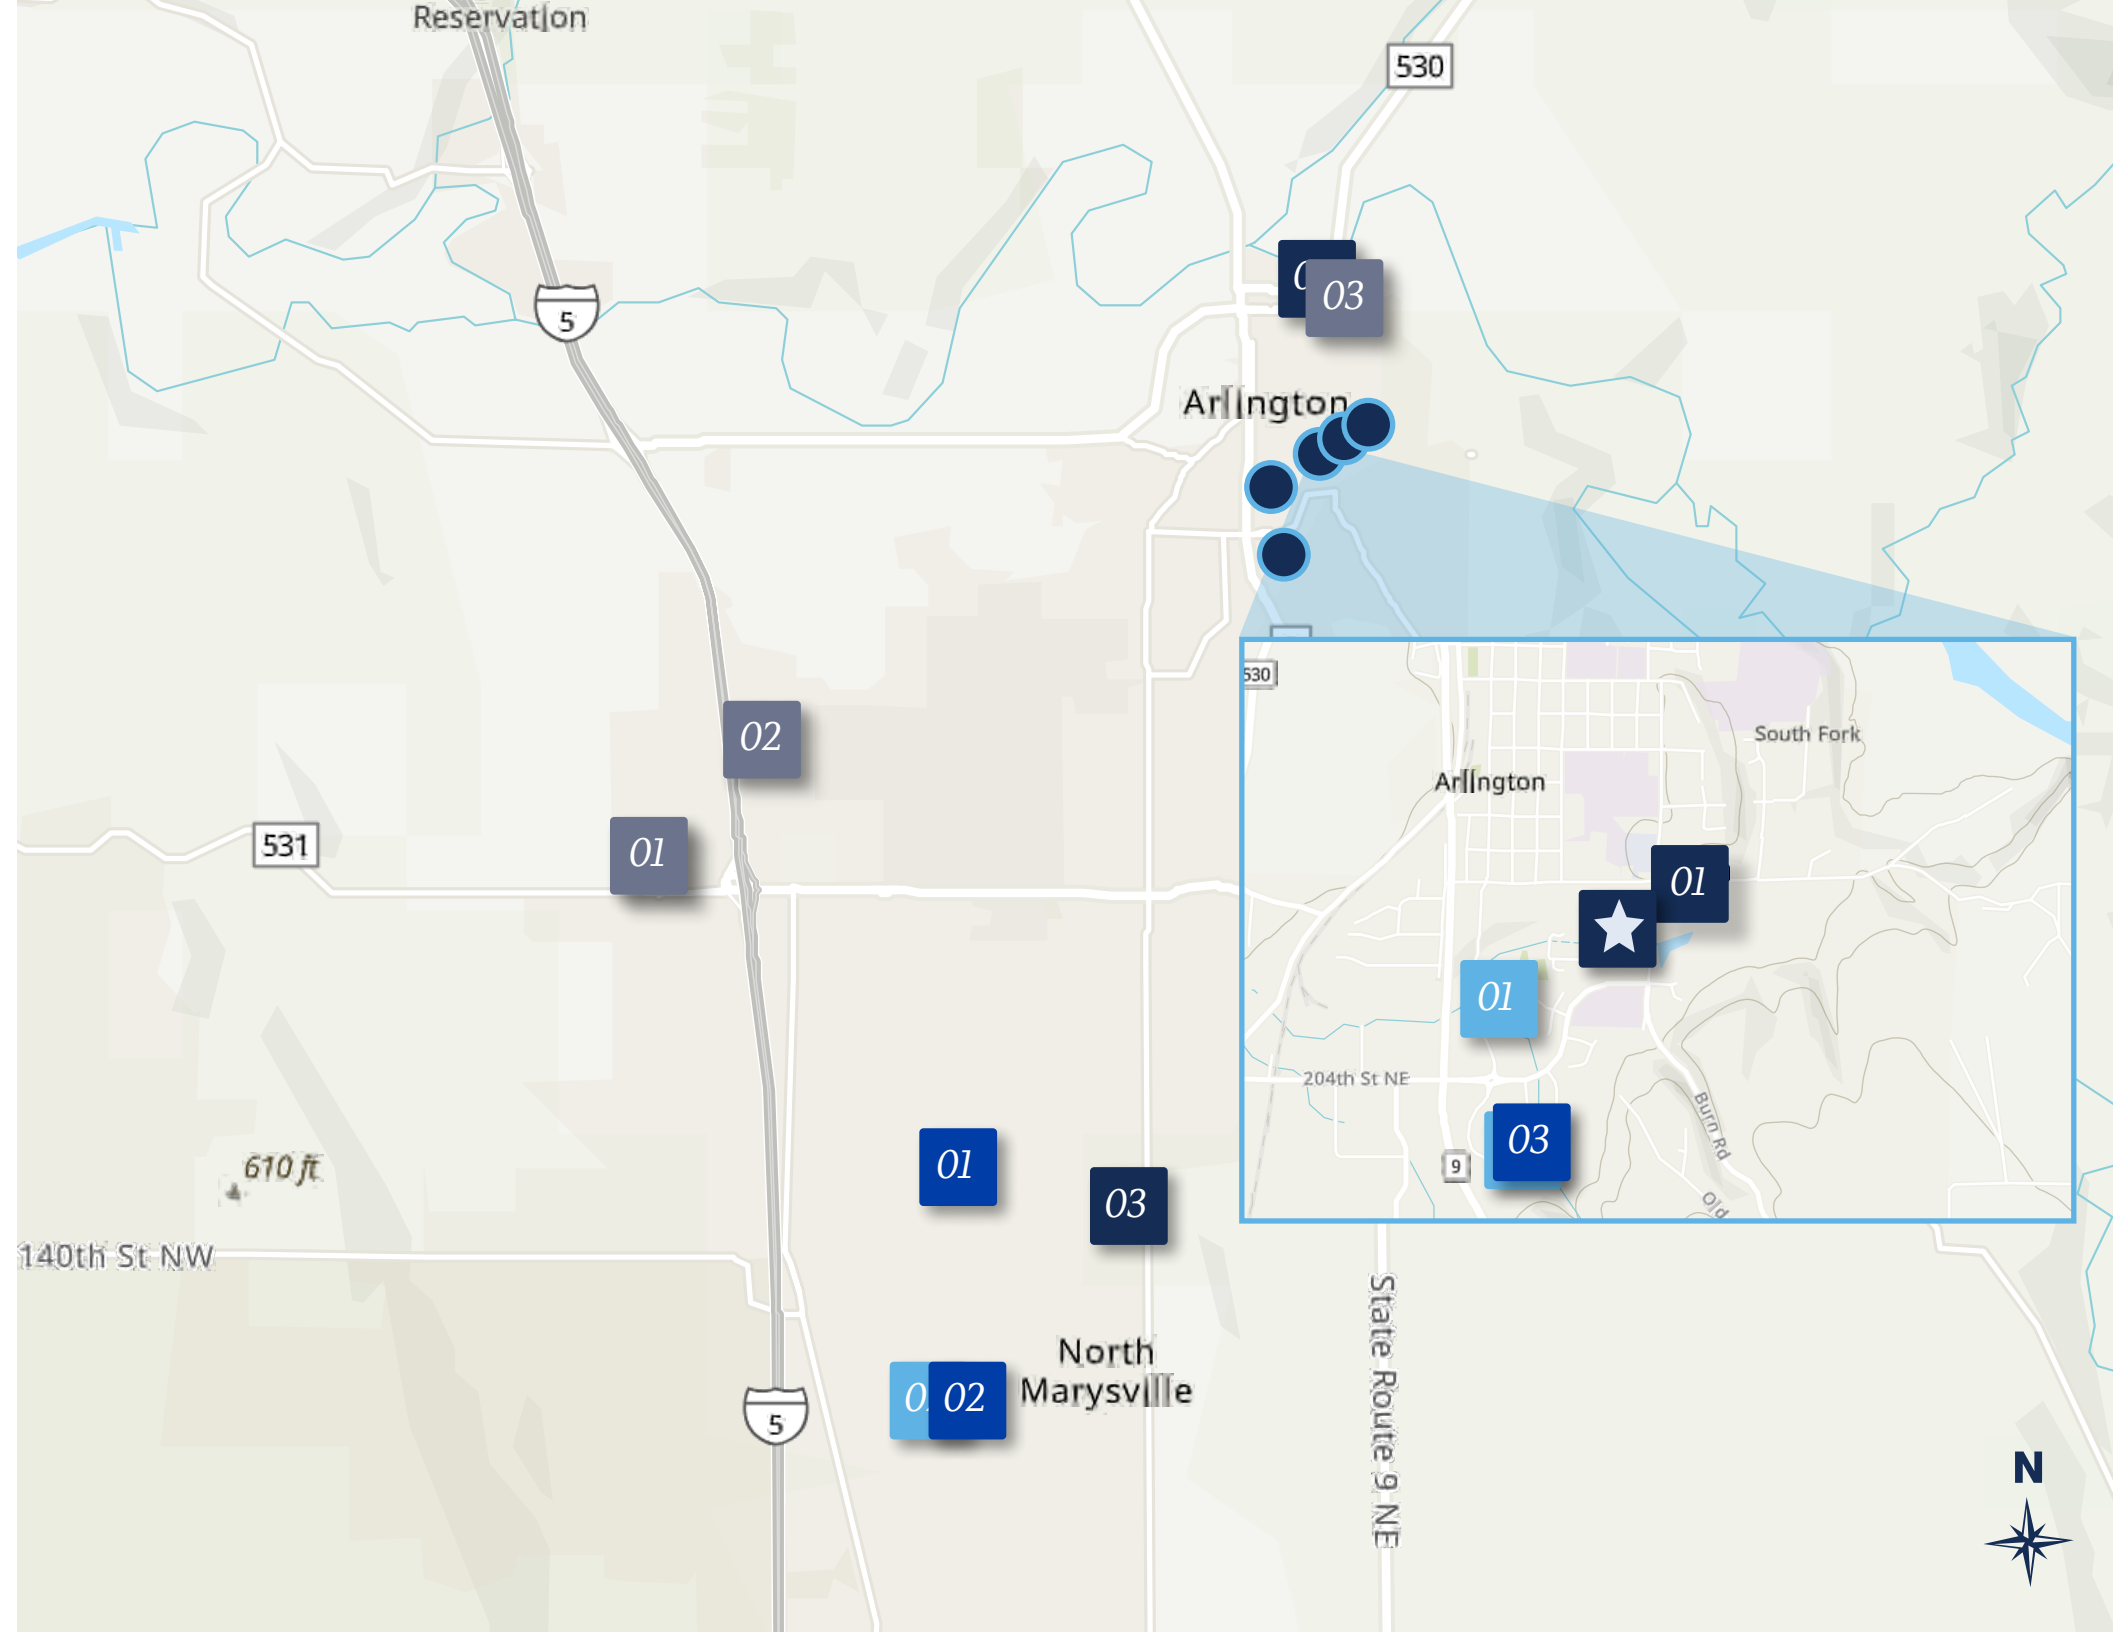 Reservation
530
5
03
Arlington
530
South Fork
Arlington
02
531
01
01
01
204th St NE
Burn Rd
03
9
Old
01
03
610 ft
140th St NW
State Route 9 NE
North
Marysville
02
5
N